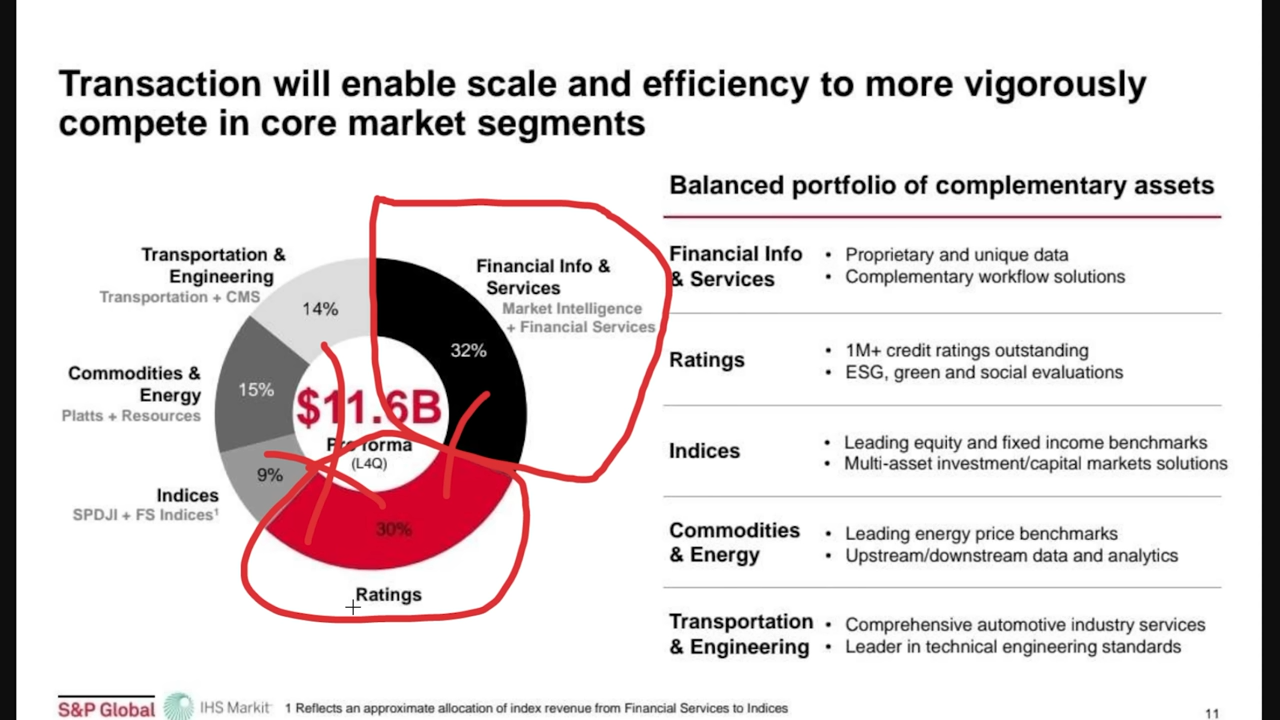 Transaction will enable scale and efficiency to more vigorously
compete in core market segments
Transportation &
Engineering
Transportation + CMS
14%
Financial Info &
Services
Market Intelligence
+ Financial Services
32%
Commodities &
Energy
Platts + Resources
15%
$11.6B
Pro forma
(L4Q)
9%
Indices
SPDJI + FS Indices¹
30%
Ratings
Balanced portfolio of complementary assets
Financial Info
& Services
• Proprietary and unique data
• Complementary workflow solutions
Ratings
• 1M+ credit ratings outstanding
• ESG, green and social evaluations
Indices
• Leading equity and fixed income benchmarks
• Multi-asset investment/capital markets solutions
Commodities
& Energy
• Leading energy price benchmarks
• Upstream/downstream data and analytics
Transportation
& Engineering
• Comprehensive automotive industry services
• Leader in technical engineering standards
S&P Global
IHS Markit
1 Reflects an approximate allocation of index revenue from Financial Services to Indices
11